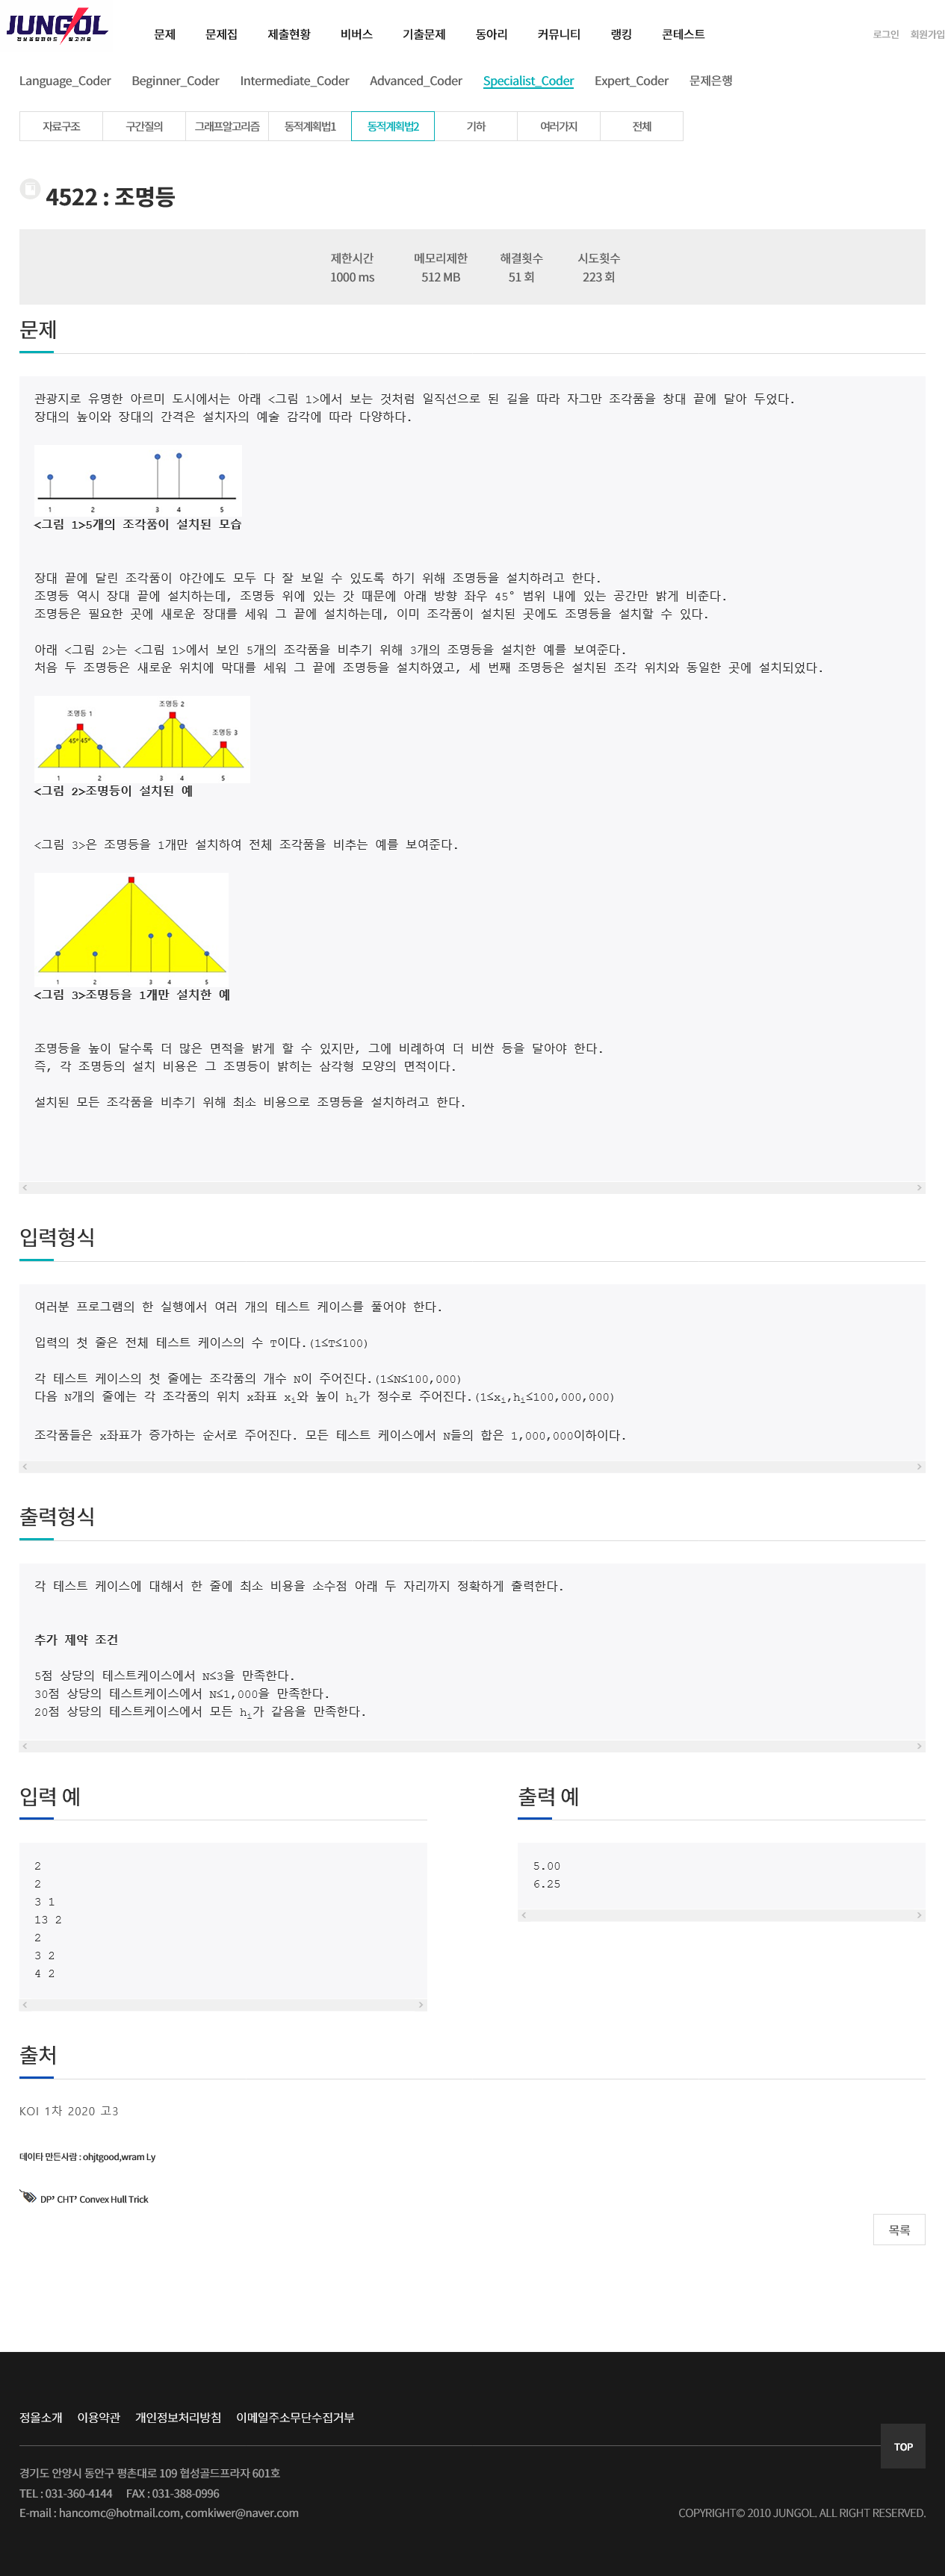 JUNGOL
정보올림피아드 알고리즘
문제 문제집 제출현황 비버스 기출문제 동아리 커뮤니티 랭킹 콘테스트
로그인 회원가입
Language_Coder Beginner_Coder Intermediate_Coder Advanced_Coder Specialist_Coder Expert_Coder 문제은행
자료구조 구간질의 그래프알고리즘 동적계획법1 동적계획법2 기하 여러가지 전체
4522 : 조명등
제한시간 메모리제한 해결횟수 시도횟수
1000 ms 512 MB 51 회 223 회
문제
관광지로 유명한 아르미 도시에서는 아래 <그림 1>에서 보는 것처럼 일직선으로 된 길을 따라 자그만 조각품을 창대 끝에 달아 두었다.
장대의 높이와 장대의 간격은 설치자의 예술 감각에 따라 다양하다.
1 2 3 4 5
<그림 1>5개의 조각품이 설치된 모습
장대 끝에 달린 조각품이 야간에도 모두 다 잘 보일 수 있도록 하기 위해 조명등을 설치하려고 한다.
조명등 역시 장대 끝에 설치하는데, 조명등 위에 있는 갓 때문에 아래 방향 좌우 45° 범위 내에 있는 공간만 밝게 비춘다.
조명등은 필요한 곳에 새로운 장대를 세워 그 끝에 설치하는데, 이미 조각품이 설치된 곳에도 조명등을 설치할 수 있다.
아래 <그림 2>는 <그림 1>에서 보인 5개의 조각품을 비추기 위해 3개의 조명등을 설치한 예를 보여준다.
처음 두 조명등은 새로운 위치에 막대를 세워 그 끝에 조명등을 설치하였고, 세 번째 조명등은 설치된 조각 위치와 동일한 곳에 설치되었다.
조명등 2
조명등 1
조명등 3
45° 45°
1 2 3 4 5
<그림 2>조명등이 설치된 예
<그림 3>은 조명등을 1개만 설치하여 전체 조각품을 비추는 예를 보여준다.
1 2 3 4 5
<그림 3>조명등을 1개만 설치한 예
조명등을 높이 달수록 더 많은 면적을 밝게 할 수 있지만, 그에 비례하여 더 비싼 등을 달아야 한다.
즉, 각 조명등의 설치 비용은 그 조명등이 밝히는 삼각형 모양의 면적이다.
설치된 모든 조각품을 비추기 위해 최소 비용으로 조명등을 설치하려고 한다.
입력형식
여러분 프로그램의 한 실행에서 여러 개의 테스트 케이스를 풀어야 한다.
입력의 첫 줄은 전체 테스트 케이스의 수 T이다.(1≤T≤100)
각 테스트 케이스의 첫 줄에는 조각품의 개수 N이 주어진다.(1≤N≤100,000)
다음 N개의 줄에는 각 조각품의 위치 x좌표 xi와 높이 hi가 정수로 주어진다.(1≤xi,hi≤100,000,000)
조각품들은 x좌표가 증가하는 순서로 주어진다. 모든 테스트 케이스에서 N들의 합은 1,000,000이하이다.
출력형식
각 테스트 케이스에 대해서 한 줄에 최소 비용을 소수점 아래 두 자리까지 정확하게 출력한다.
추가 제약 조건
5점 상당의 테스트케이스에서 N≤3을 만족한다.
30점 상당의 테스트케이스에서 N≤1,000을 만족한다.
20점 상당의 테스트케이스에서 모든 hi가 같음을 만족한다.
입력 예
2
2
3 1
13 2
2
3 2
4 2
출력 예
5.00
6.25
출처
KOI 1차 2020 고3
데이타 만든사람 : ohjtgood,wram Ly
DP' CHT' Convex Hull Trick
목록
정올소개 이용약관 개인정보처리방침 이메일주소무단수집거부
TOP
경기도 안양시 동안구 평촌대로 109 협성골드프라자 601호
TEL : 031-360-4144 FAX : 031-388-0996
E-mail : hancomc@hotmail.com, comkiwer@naver.com
COPYRIGHT© 2010 JUNGOL. ALL RIGHT RESERVED.